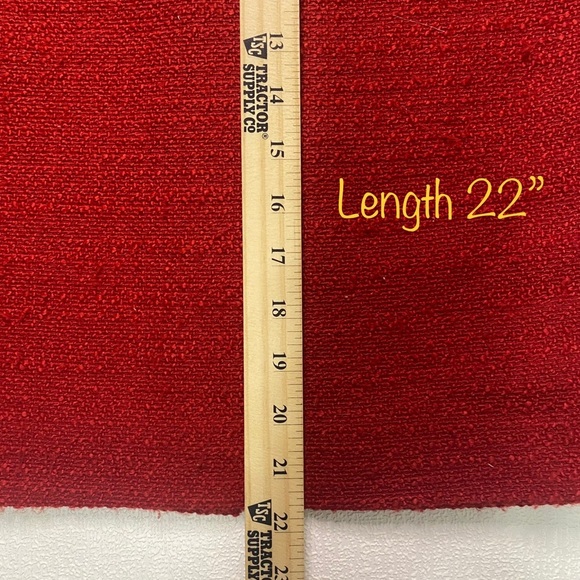 13
TSC TRACTOR®
SUPPLY CO
14
15
16
17
18
19
20
21
22
TSC TRACTOR
SUPPLY CO
23
Length 22”